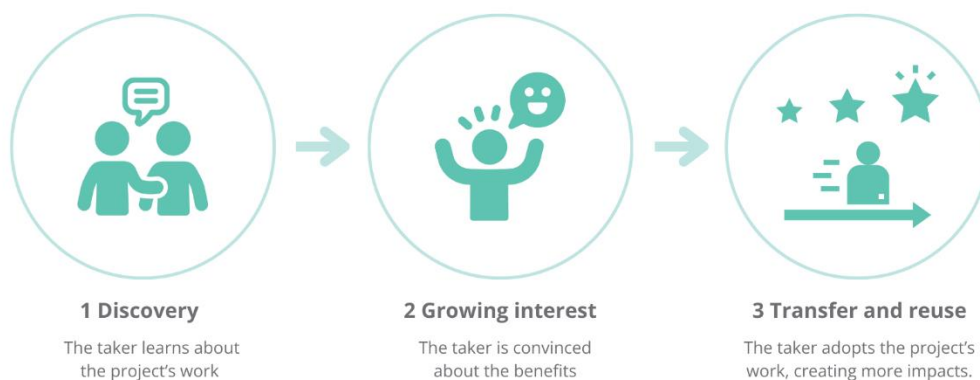 1 Discovery
The taker learns about
the project's work
2 Growing interest
The taker is convinced
about the benefits
3 Transfer and reuse
The taker adopts the project's
work, creating more impacts.